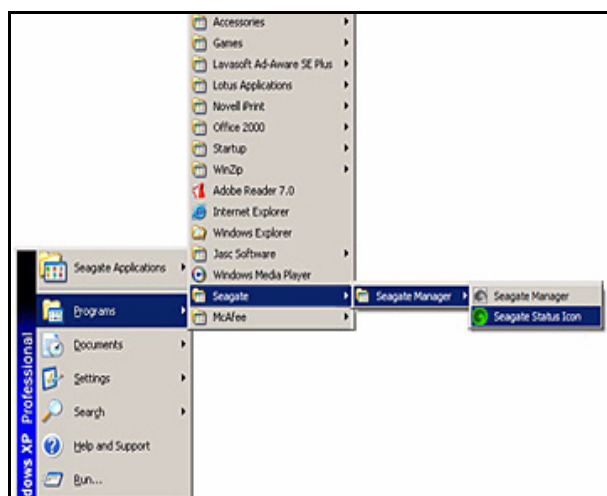 Accessories
Games
Lavasoft Ad-Aware SE Plus
Lotus Applications
Novell iPrint
Office 2000
Startup
WinZip
Adobe Reader 7.0
Internet Explorer
Windows Explorer
Jasc Software
Windows Media Player
Seagate
McAfee
Seagate Manager
Seagate Manager
Seagate Status Icon
Seagate Applications
Programs
Documents
Settings
Search
Help and Support
Run...
dows XP Professional